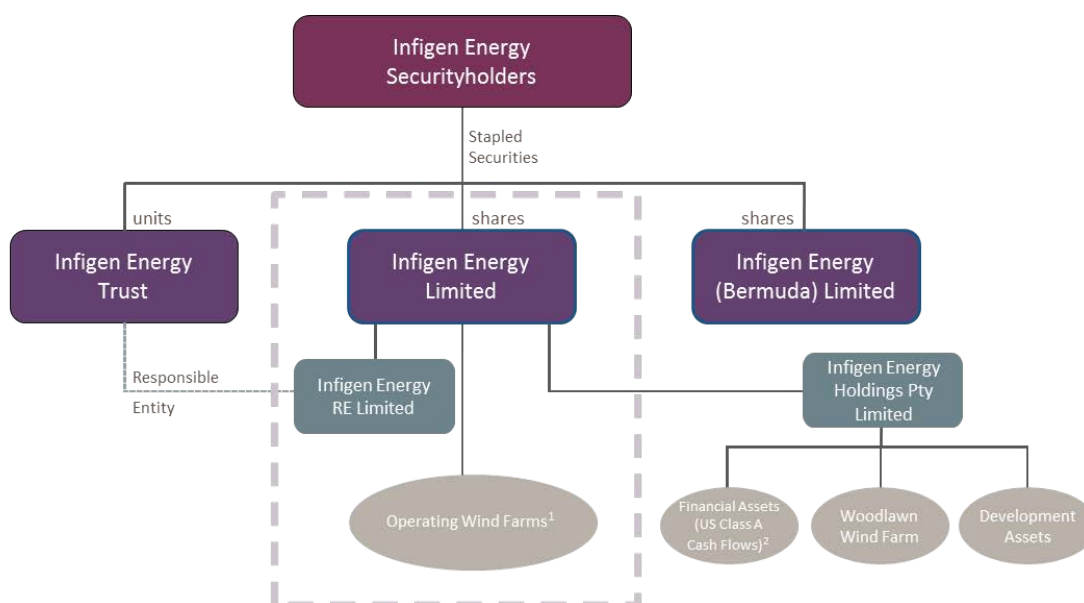 Infigen Energy
Securityholders
Stapled
Securities
units
shares
shares
Infigen Energy
Trust
Infigen Energy
Limited
Infigen Energy
(Bermuda) Limited
Responsible
Entity
Infigen Energy
RE Limited
Infigen Energy
Holdings Pty
Limited
Operating Wind Farms¹
Financial Assets
(US Class A
Cash Flows)²
Woodlawn
Wind Farm
Development
Assets